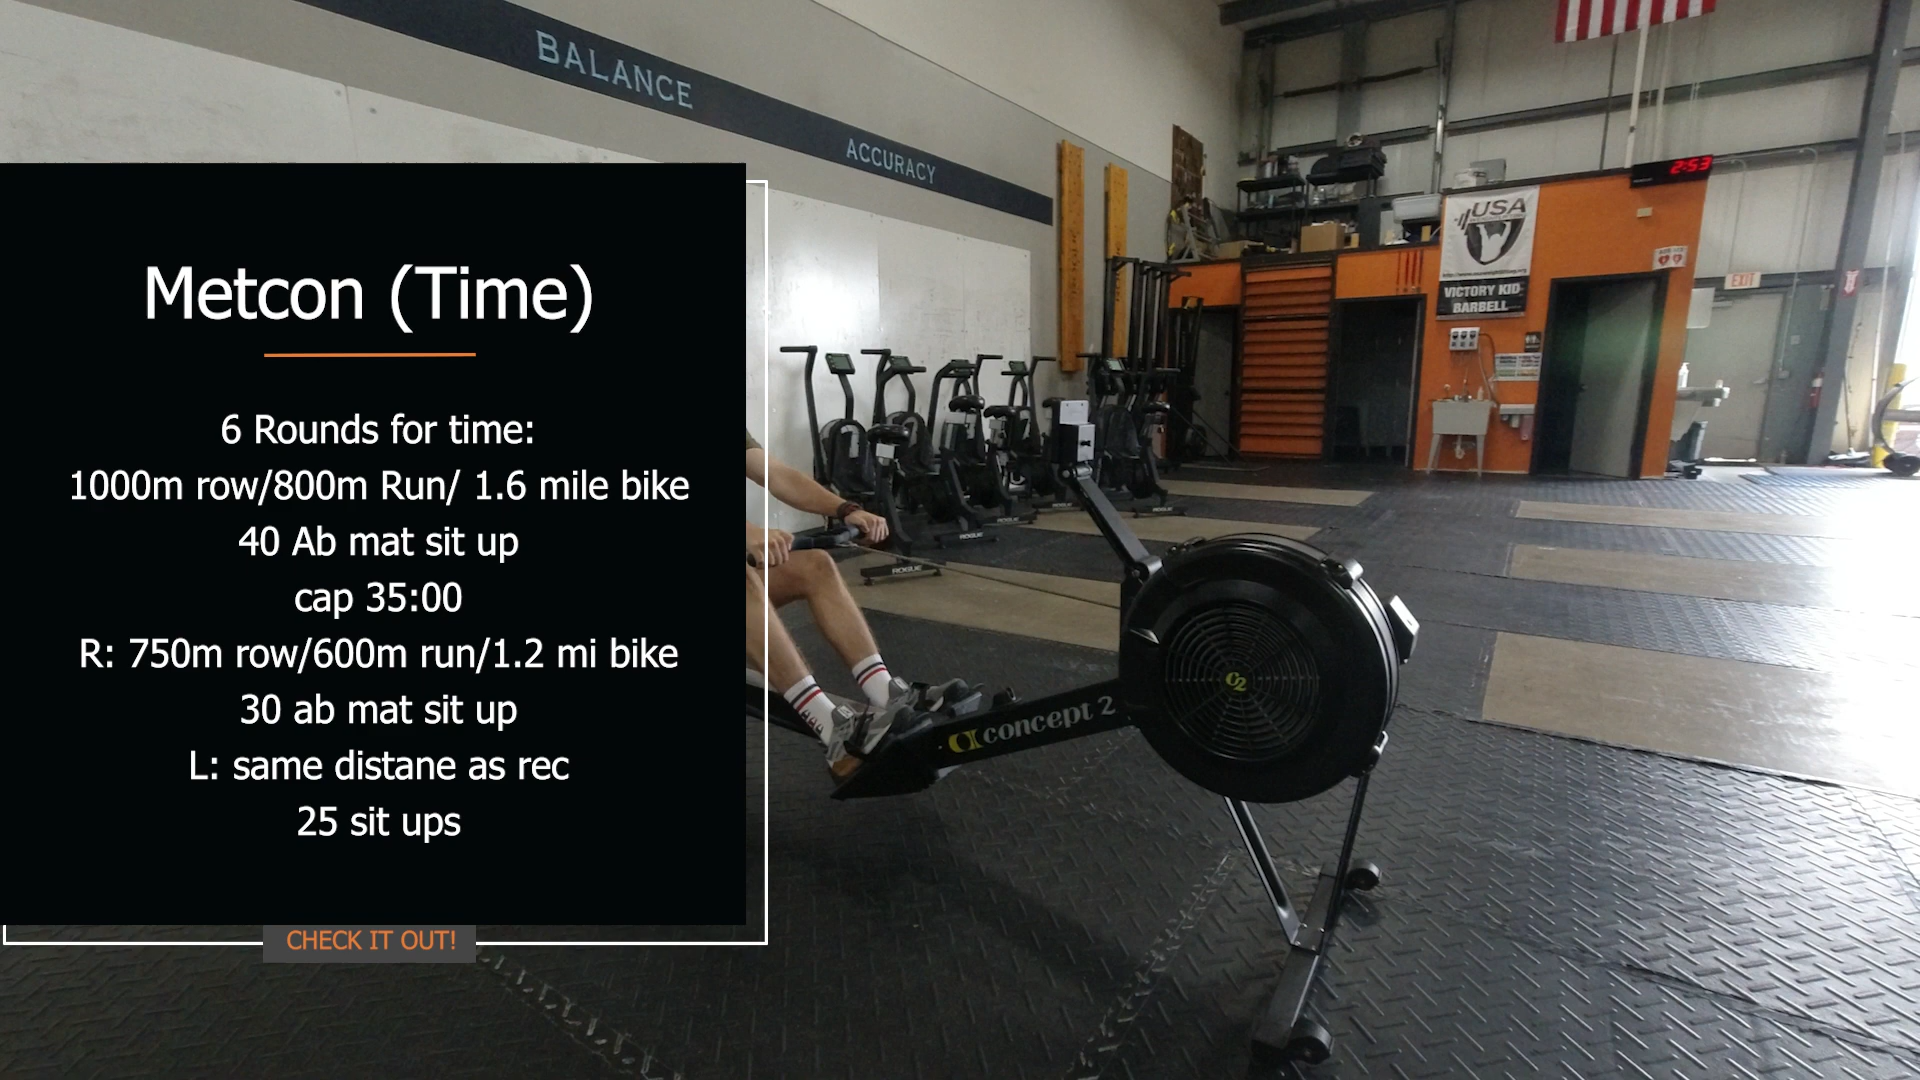 BALANCE
ACCURACY
2:53
USA
VICTORY KID
BARBELL
EXIT
Metcon (Time)
6 Rounds for time:
1000m row/800m Run/ 1.6 mile bike
40 Ab mat sit up
cap 35:00
R: 750m row/600m run/1.2 mi bike
30 ab mat sit up
L: same distane as rec
25 sit ups
CHECK IT OUT!
ROGUE
ROGUE
concept 2